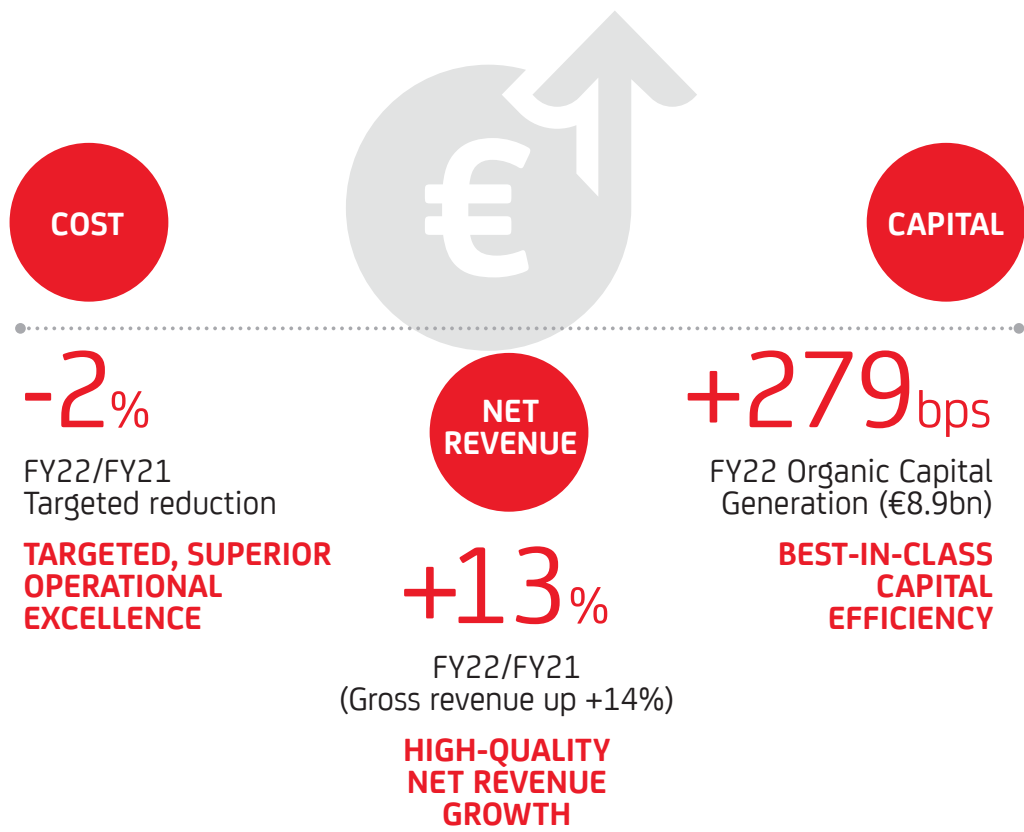 €
COST
-2%
FY22/FY21
Targeted reduction
TARGETED, SUPERIOR
OPERATIONAL
EXCELLENCE
NET
REVENUE
+13%
FY22/FY21
(Gross revenue up +14%)
HIGH-QUALITY
NET REVENUE
GROWTH
CAPITAL
+279bps
FY22 Organic Capital
Generation (€8.9bn)
BEST-IN-CLASS
CAPITAL
EFFICIENCY